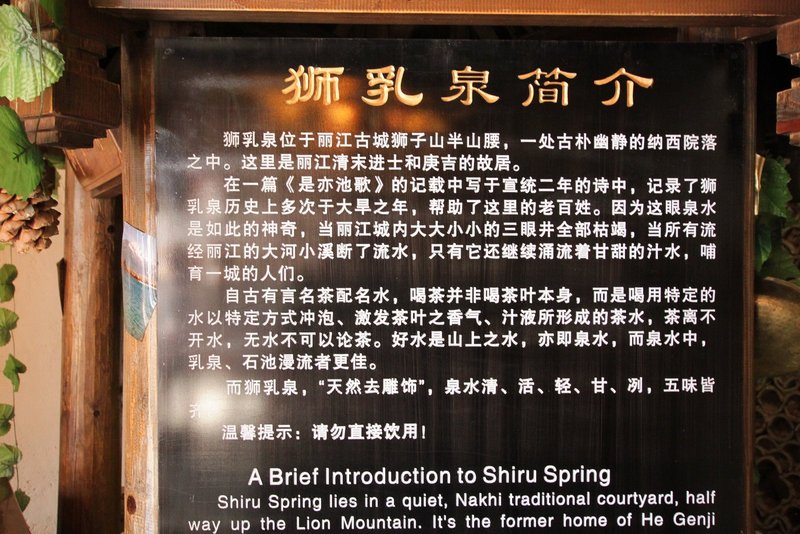 狮乳泉简介
狮乳泉位于丽江古城狮子山半山腰，一处古朴幽静的纳西院落
之中。这里是丽江清末进士和庚吉的故居。
在一篇《是亦池歌》的记载中写于宣统二年的诗中，记录了狮
乳泉历史上多次于大旱之年，帮助了这里的老百姓。因为这眼泉水
是如此的神奇，当丽江城内大大小小的三眼井全部枯竭，当所有流
经丽江的大河小溪断了流水，只有它还继续涌流着甘甜的汁水，哺
育一城的人们。
自古有言名茶配名水，喝茶并非喝茶叶本身，而是喝用特定的
水以特定方式冲泡、激发茶叶之香气、汁液所形成的茶水，茶离不
开水，无水不可以论茶。好水是山上之水，亦即泉水，而泉水中，
乳泉、石池漫流者更佳。
而狮乳泉，“天然去雕饰”，泉水清、活、轻、甘、冽，五味皆
齐
温馨提示：请勿直接饮用！
A Brief Introduction to Shiru Spring
Shiru Spring lies in a quiet, Nakhi traditional courtyard, half
way up the Lion Mountain. It's the former home of He Genji